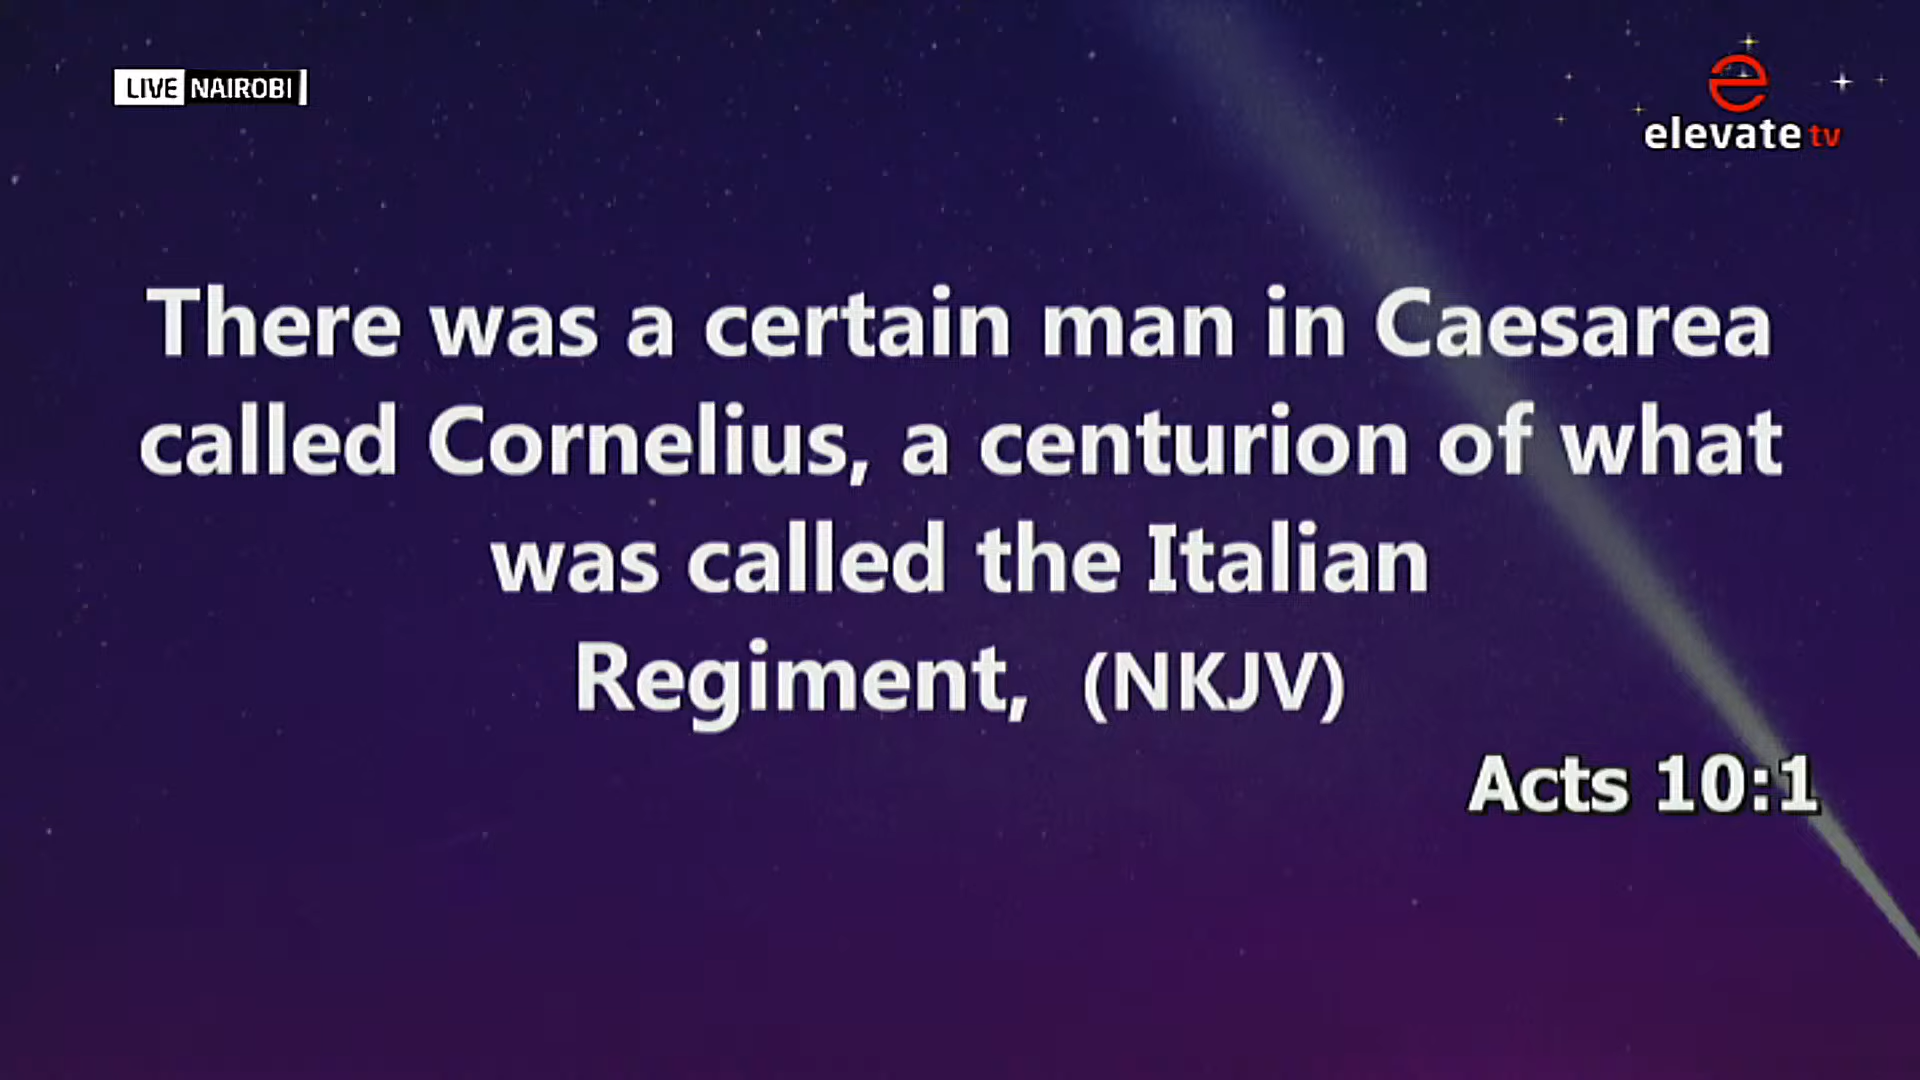 LIVE NAIROBI
elevate tv
There was a certain man in Caesarea
called Cornelius, a centurion of what
was called the Italian
Regiment, (NKJV)
Acts 10:1